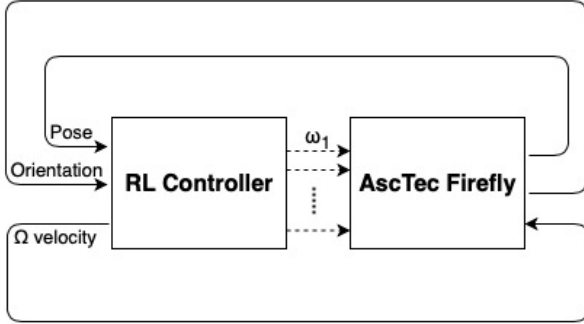 Pose
Orientation
Ω velocity
RL Controller
ω1
AscTec Firefly